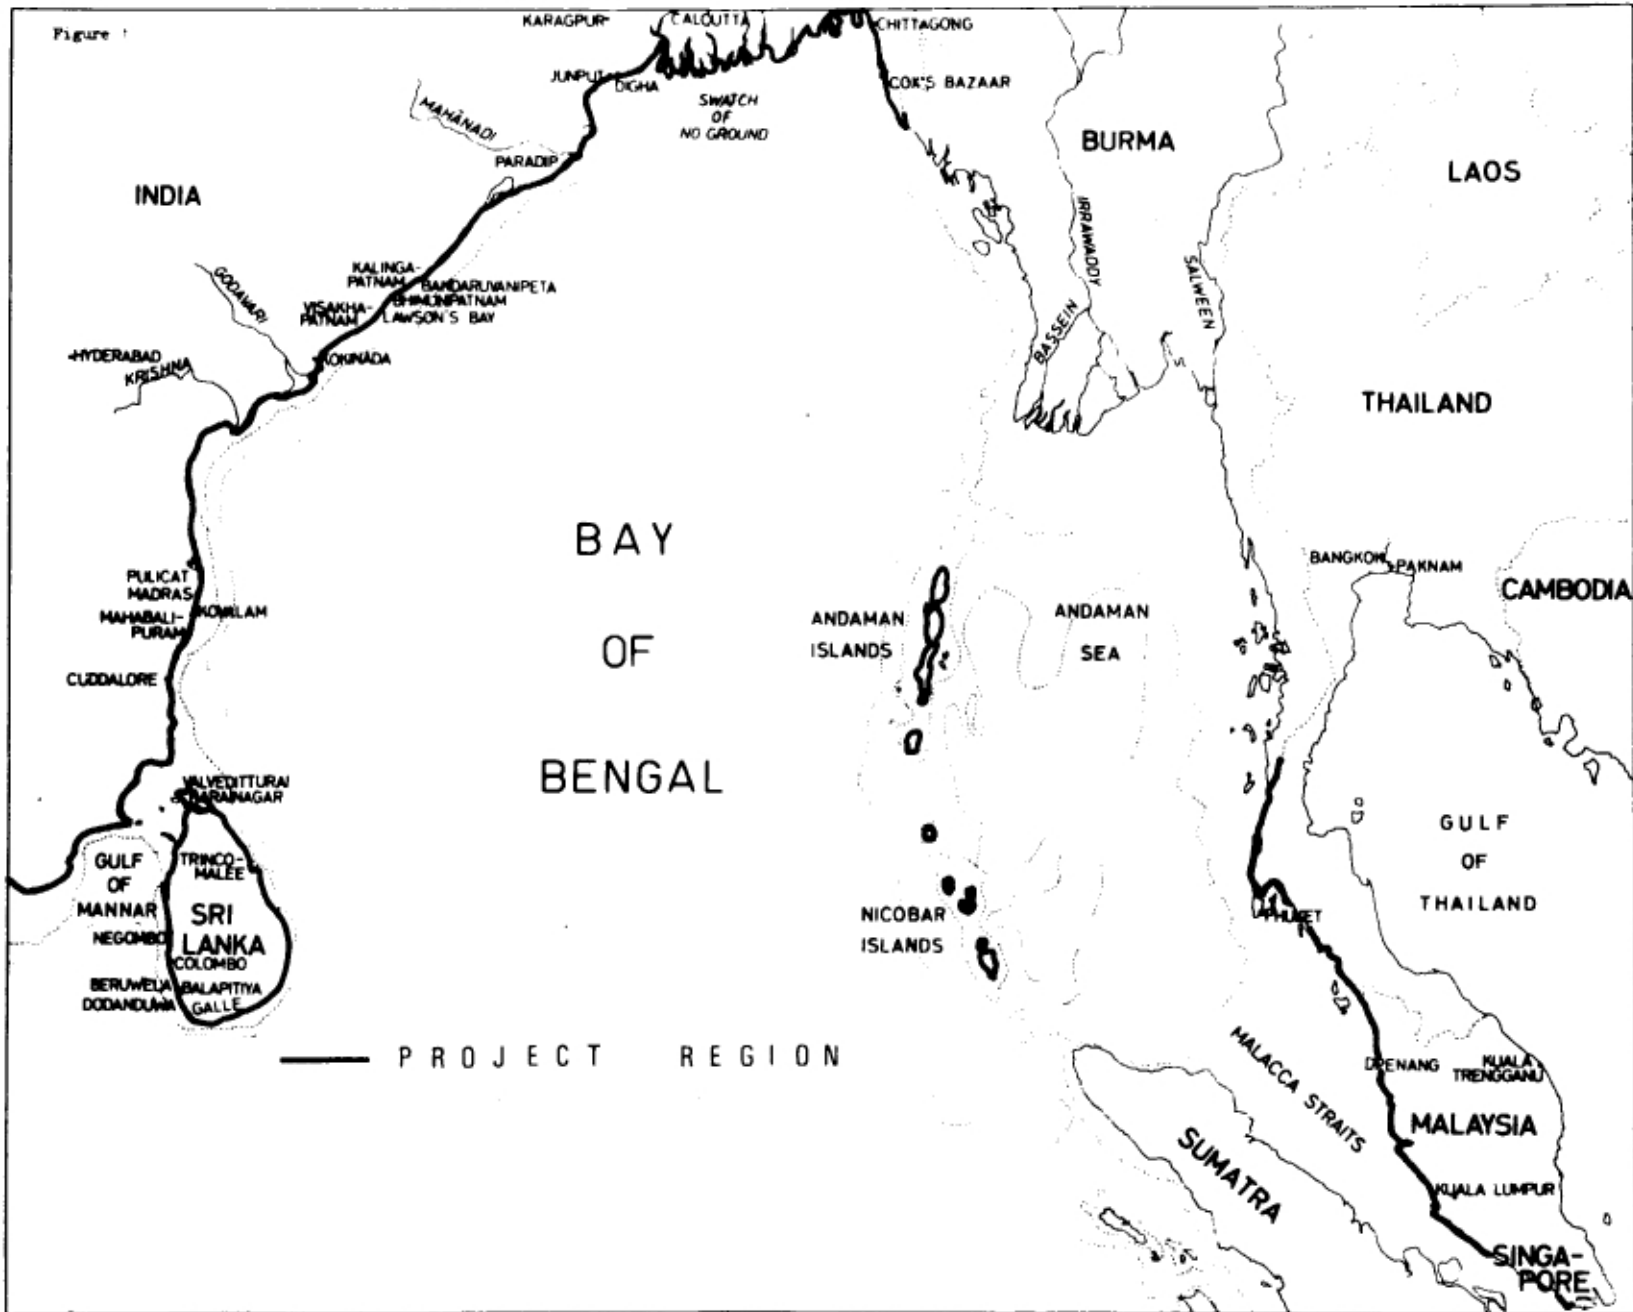 Figure
KARAGPUR
CALCUTTA
CHITTAGONG
JUNPUT
DIGHA
COX'S BAZAAR
SWATCH
OF
NO GROUND
MAHĀNADI
PARADIP
BURMA
LAOS
INDIA
IRRAWADDY
SALWEEN
GODAVARI
KALINGA-
PATNAM
BANDARUVANIPETA
BHIMUNIPATNAM
VISAKHA-
PATNAM
LAWSON'S BAY
BASSEIN
HYDERABAD
KRISHNA
KOKINADA
THAILAND
BAY
OF
BENGAL
BANGKOK
PAKNAM
CAMBODIA
PULICAT
MADRAS
MAHABALI-
PURAM
KOVALAM
CUDDALORE
ANDAMAN
ISLANDS
ANDAMAN
SEA
VALVEDITTURAI
KARAINAGAR
GULF
OF
MANNAR
TRINCO-
MALEE
SRI
LANKA
NEGOMBO
COLOMBO
BERUWELA
BALAPITIYA
DODANDUWA
GALLE
NICOBAR
ISLANDS
PHUKET
GULF
OF
THAILAND
PROJECT REGION
MALACCA STRAITS
PENANG
KUALA
TRENGGANU
MALAYSIA
SUMATRA
KUALA LUMPUR
SINGA-
PORE